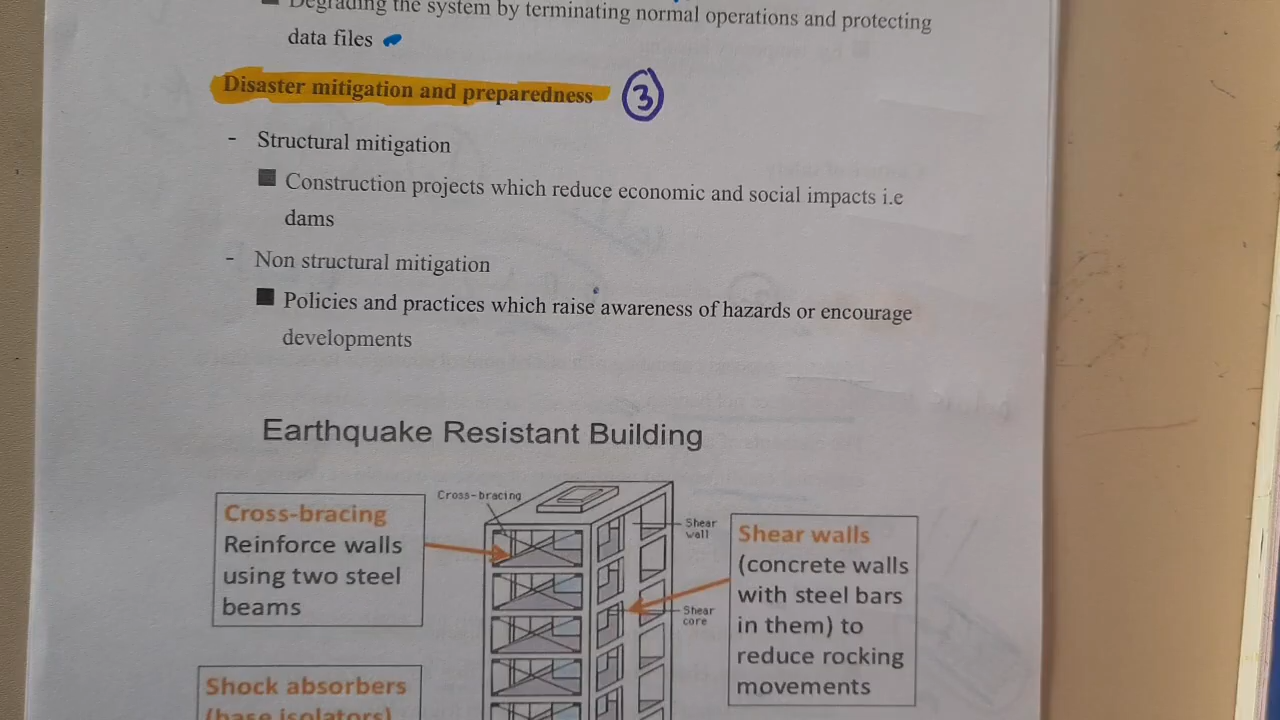 Degrading the system by terminating normal operations and protecting
data files
Disaster mitigation and preparedness 3
- Structural mitigation
Construction projects which reduce economic and social impacts i.e
dams
- Non structural mitigation
Policies and practices which raise awareness of hazards or encourage
developments
Earthquake Resistant Building
Cross-bracing
Reinforce walls
using two steel
beams
Cross-bracing
Shear
wall
Shear
core
Shear walls
(concrete walls
with steel bars
in them) to
reduce rocking
movements
Shock absorbers
(base isolators)